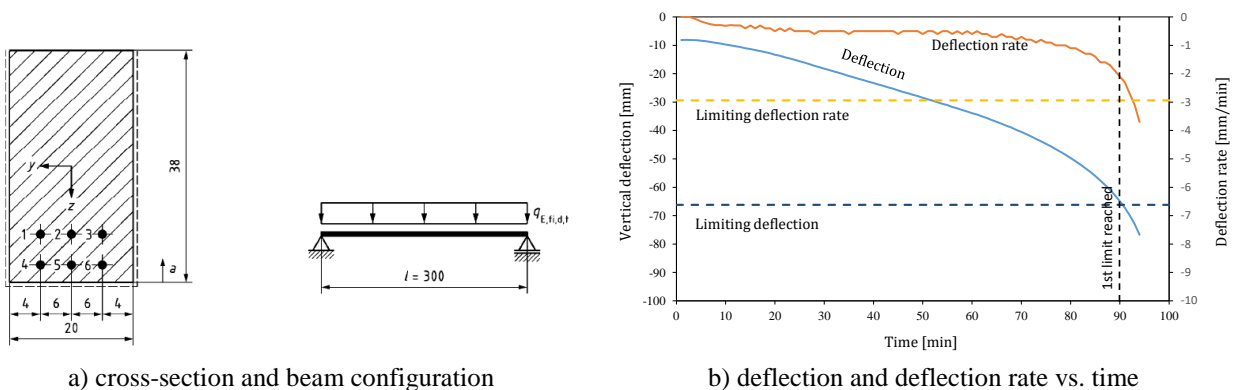 y
z
1 2 3
4 5 6
a
38
4 6 6 4
20
q E,fi,d,t
l = 300
a) cross-section and beam configuration
Vertical deflection [mm]
0
-10
-20
-30
-40
-50
-60
-70
-80
-90
-100
Deflection rate
Deflection
Limiting deflection rate
Limiting deflection
1st limit reached
0
-1
-2
-3
-4
-5
-6
-7
-8
-9
-10
Deflection rate [mm/min]
0 10 20 30 40 50 60 70 80 90 100
Time [min]
b) deflection and deflection rate vs. time